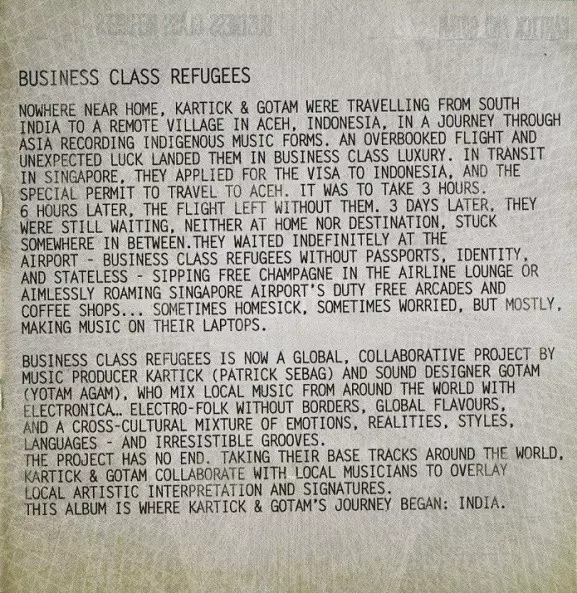 BUSINESS CLASS REFUGEES
NOWHERE NEAR HOME, KARTICK & GOTAM WERE TRAVELLING FROM SOUTH
INDIA TO A REMOTE VILLAGE IN ACEH, INDONESIA, IN A JOURNEY THROUGH
ASIA RECORDING INDIGENOUS MUSIC FORMS. AN OVERBOOKED FLIGHT AND
UNEXPECTED LUCK LANDED THEM IN BUSINESS CLASS LUXURY. IN TRANSIT
IN SINGAPORE, THEY APPLIED FOR THE VISA TO INDONESIA, AND THE
SPECIAL PERMIT TO TRAVEL TO ACEH. IT WAS TO TAKE 3 HOURS.
6 HOURS LATER, THE FLIGHT LEFT WITHOUT THEM. 3 DAYS LATER, THEY
WERE STILL WAITING, NEITHER AT HOME NOR DESTINATION, STUCK
SOMEWHERE IN BETWEEN.THEY WAITED INDEFINITELY AT THE
AIRPORT - BUSINESS CLASS REFUGEES WITHOUT PASSPORTS, IDENTITY,
AND STATELESS - SIPPING FREE CHAMPAGNE IN THE AIRLINE LOUNGE OR
AIMLESSLY ROAMING SINGAPORE AIRPORT'S DUTY FREE ARCADES AND
COFFEE SHOPS... SOMETIMES HOMESICK, SOMETIMES WORRIED, BUT MOSTLY,
MAKING MUSIC ON THEIR LAPTOPS.
BUSINESS CLASS REFUGEES IS NOW A GLOBAL, COLLABORATIVE PROJECT BY
MUSIC PRODUCER KARTICK (PATRICK SEBAG) AND SOUND DESIGNER GOTAM
(YOTAM AGAM), WHO MIX LOCAL MUSIC FROM AROUND THE WORLD WITH
ELECTRONICA… ELECTRO-FOLK WITHOUT BORDERS, GLOBAL FLAVOURS,
AND A CROSS-CULTURAL MIXTURE OF EMOTIONS, REALITIES, STYLES,
LANGUAGES - AND IRRESISTIBLE GROOVES.
THE PROJECT HAS NO END. TAKING THEIR BASE TRACKS AROUND THE WORLD,
KARTICK & GOTAM COLLABORATE WITH LOCAL MUSICIANS TO OVERLAY
LOCAL ARTISTIC INTERPRETATION AND SIGNATURES.
THIS ALBUM IS WHERE KARTICK & GOTAM'S JOURNEY BEGAN: INDIA.